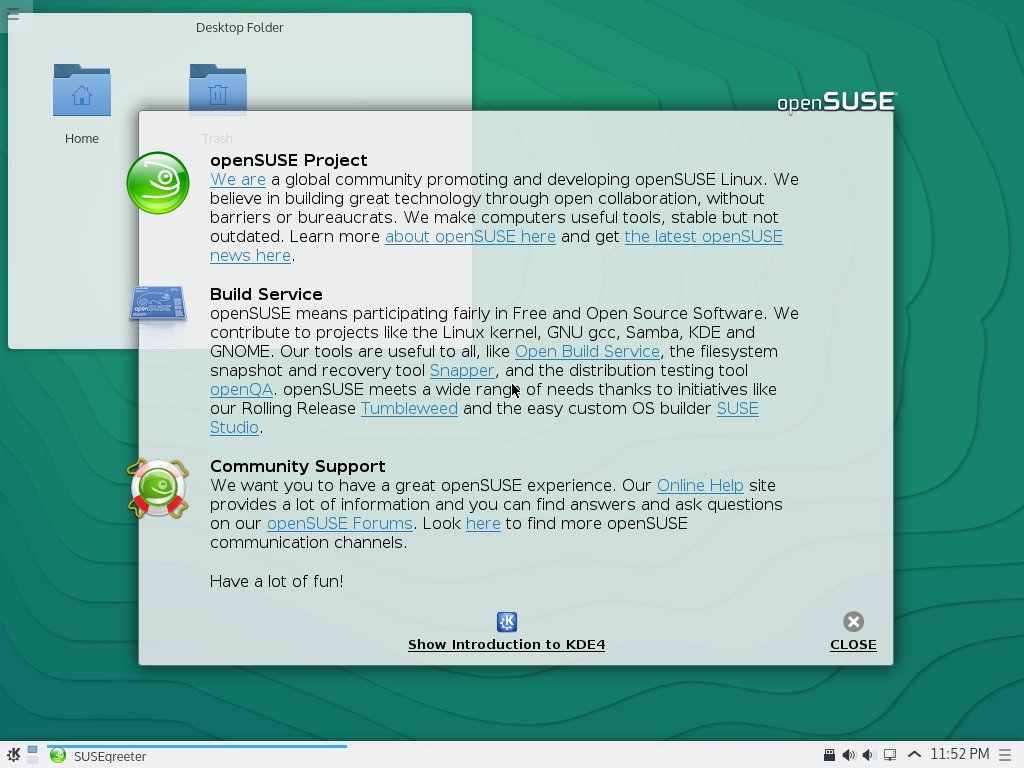 Desktop Folder
Home
Trash
openSUSE
openSUSE Project
We are a global community promoting and developing openSUSE Linux. We
believe in building great technology through open collaboration, without
barriers or bureaucrats. We make computers useful tools, stable but not
outdated. Learn more about openSUSE here and get the latest openSUSE
news here.
Build Service
openSUSE means participating fairly in Free and Open Source Software. We
contribute to projects like the Linux kernel, GNU gcc, Samba, KDE and
GNOME. Our tools are useful to all, like Open Build Service, the filesystem
snapshot and recovery tool Snapper, and the distribution testing tool
openQA. openSUSE meets a wide range of needs thanks to initiatives like
our Rolling Release Tumbleweed and the easy custom OS builder SUSE
Studio.
Community Support
We want you to have a great openSUSE experience. Our Online Help site
provides a lot of information and you can find answers and ask questions
on our openSUSE Forums. Look here to find more openSUSE
communication channels.
Have a lot of fun!
Show Introduction to KDE4
CLOSE
SUSEgreeter
11:52 PM